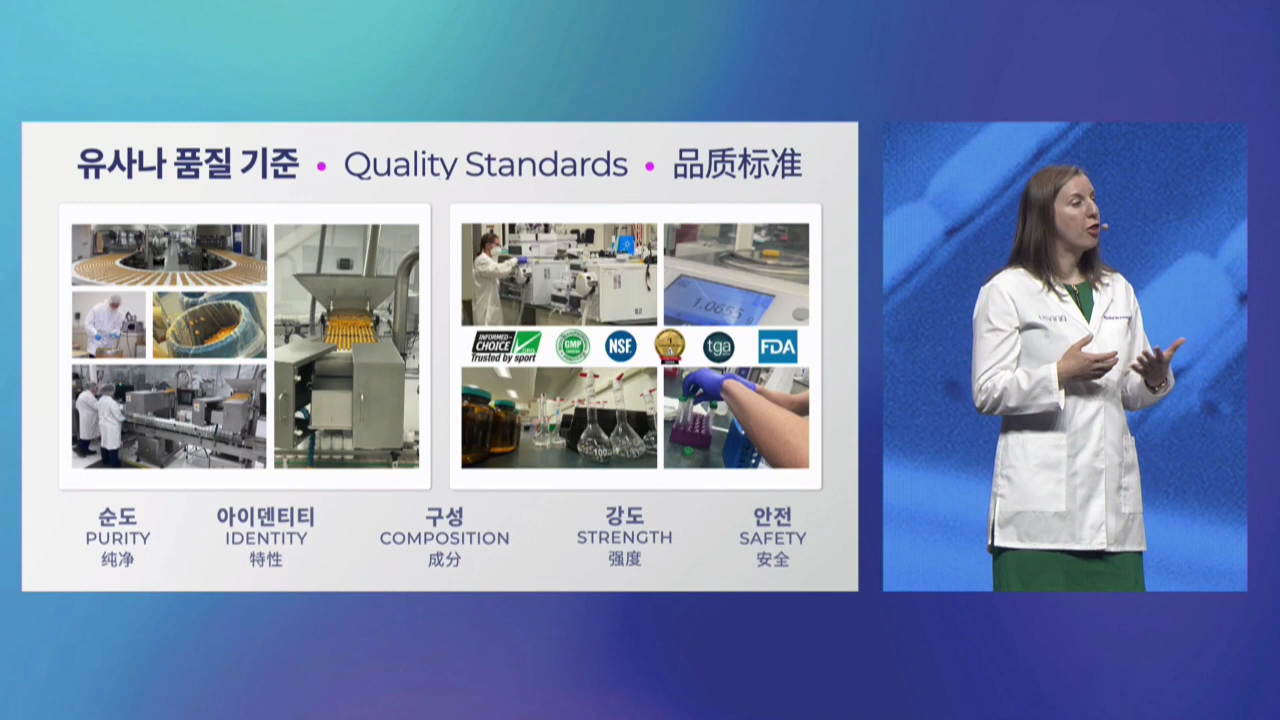 유사나 품질 기준 • Quality Standards • 品质标准
1.0655
INFORMED-
CHOICE
Trusted by sport
GMP
NSF
tga
FDA
100
순도
PURITY
纯净
아이덴티티
IDENTITY
特性
구성
COMPOSITION
成分
강도
STRENGTH
强度
안전
SAFETY
安全
USANA